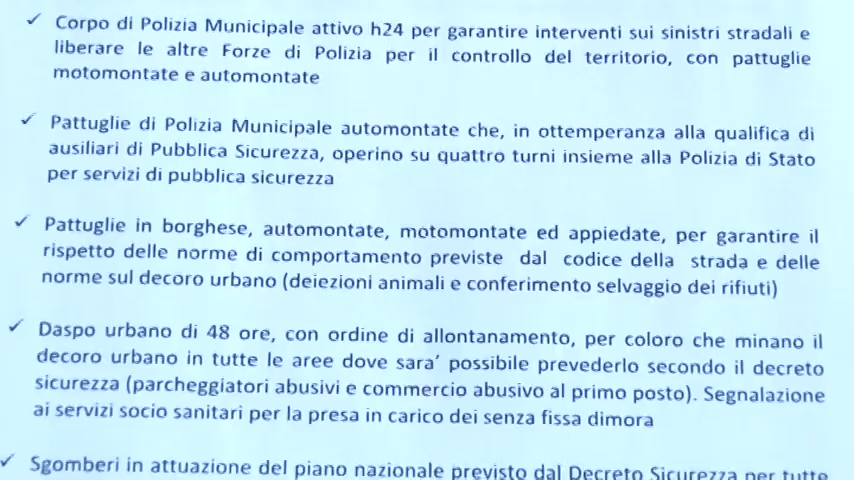 ✓ Corpo di Polizia Municipale attivo h24 per garantire interventi sui sinistri stradali e
liberare le altre Forze di Polizia per il controllo del territorio, con pattuglie
motomontate e automontate
✓ Pattuglie di Polizia Municipale automontate che, in ottemperanza alla qualifica di
ausiliari di Pubblica Sicurezza, operino su quattro turni insieme alla Polizia di Stato
per servizi di pubblica sicurezza
✓ Pattuglie in borghese, automontate, motomontate ed appiedate, per garantire il
rispetto delle norme di comportamento previste dal codice della strada e delle
norme sul decoro urbano (deiezioni animali e conferimento selvaggio dei rifiuti)
✓ Daspo urbano di 48 ore, con ordine di allontanamento, per coloro che minano il
decoro urbano in tutte le aree dove sara’ possibile prevederlo secondo il decreto
sicurezza (parcheggiatori abusivi e commercio abusivo al primo posto). Segnalazione
ai servizi socio sanitari per la presa in carico dei senza fissa dimora
✓ Sgomberi in attuazione del piano nazionale previsto dal Decreto Sicurezza per tutte